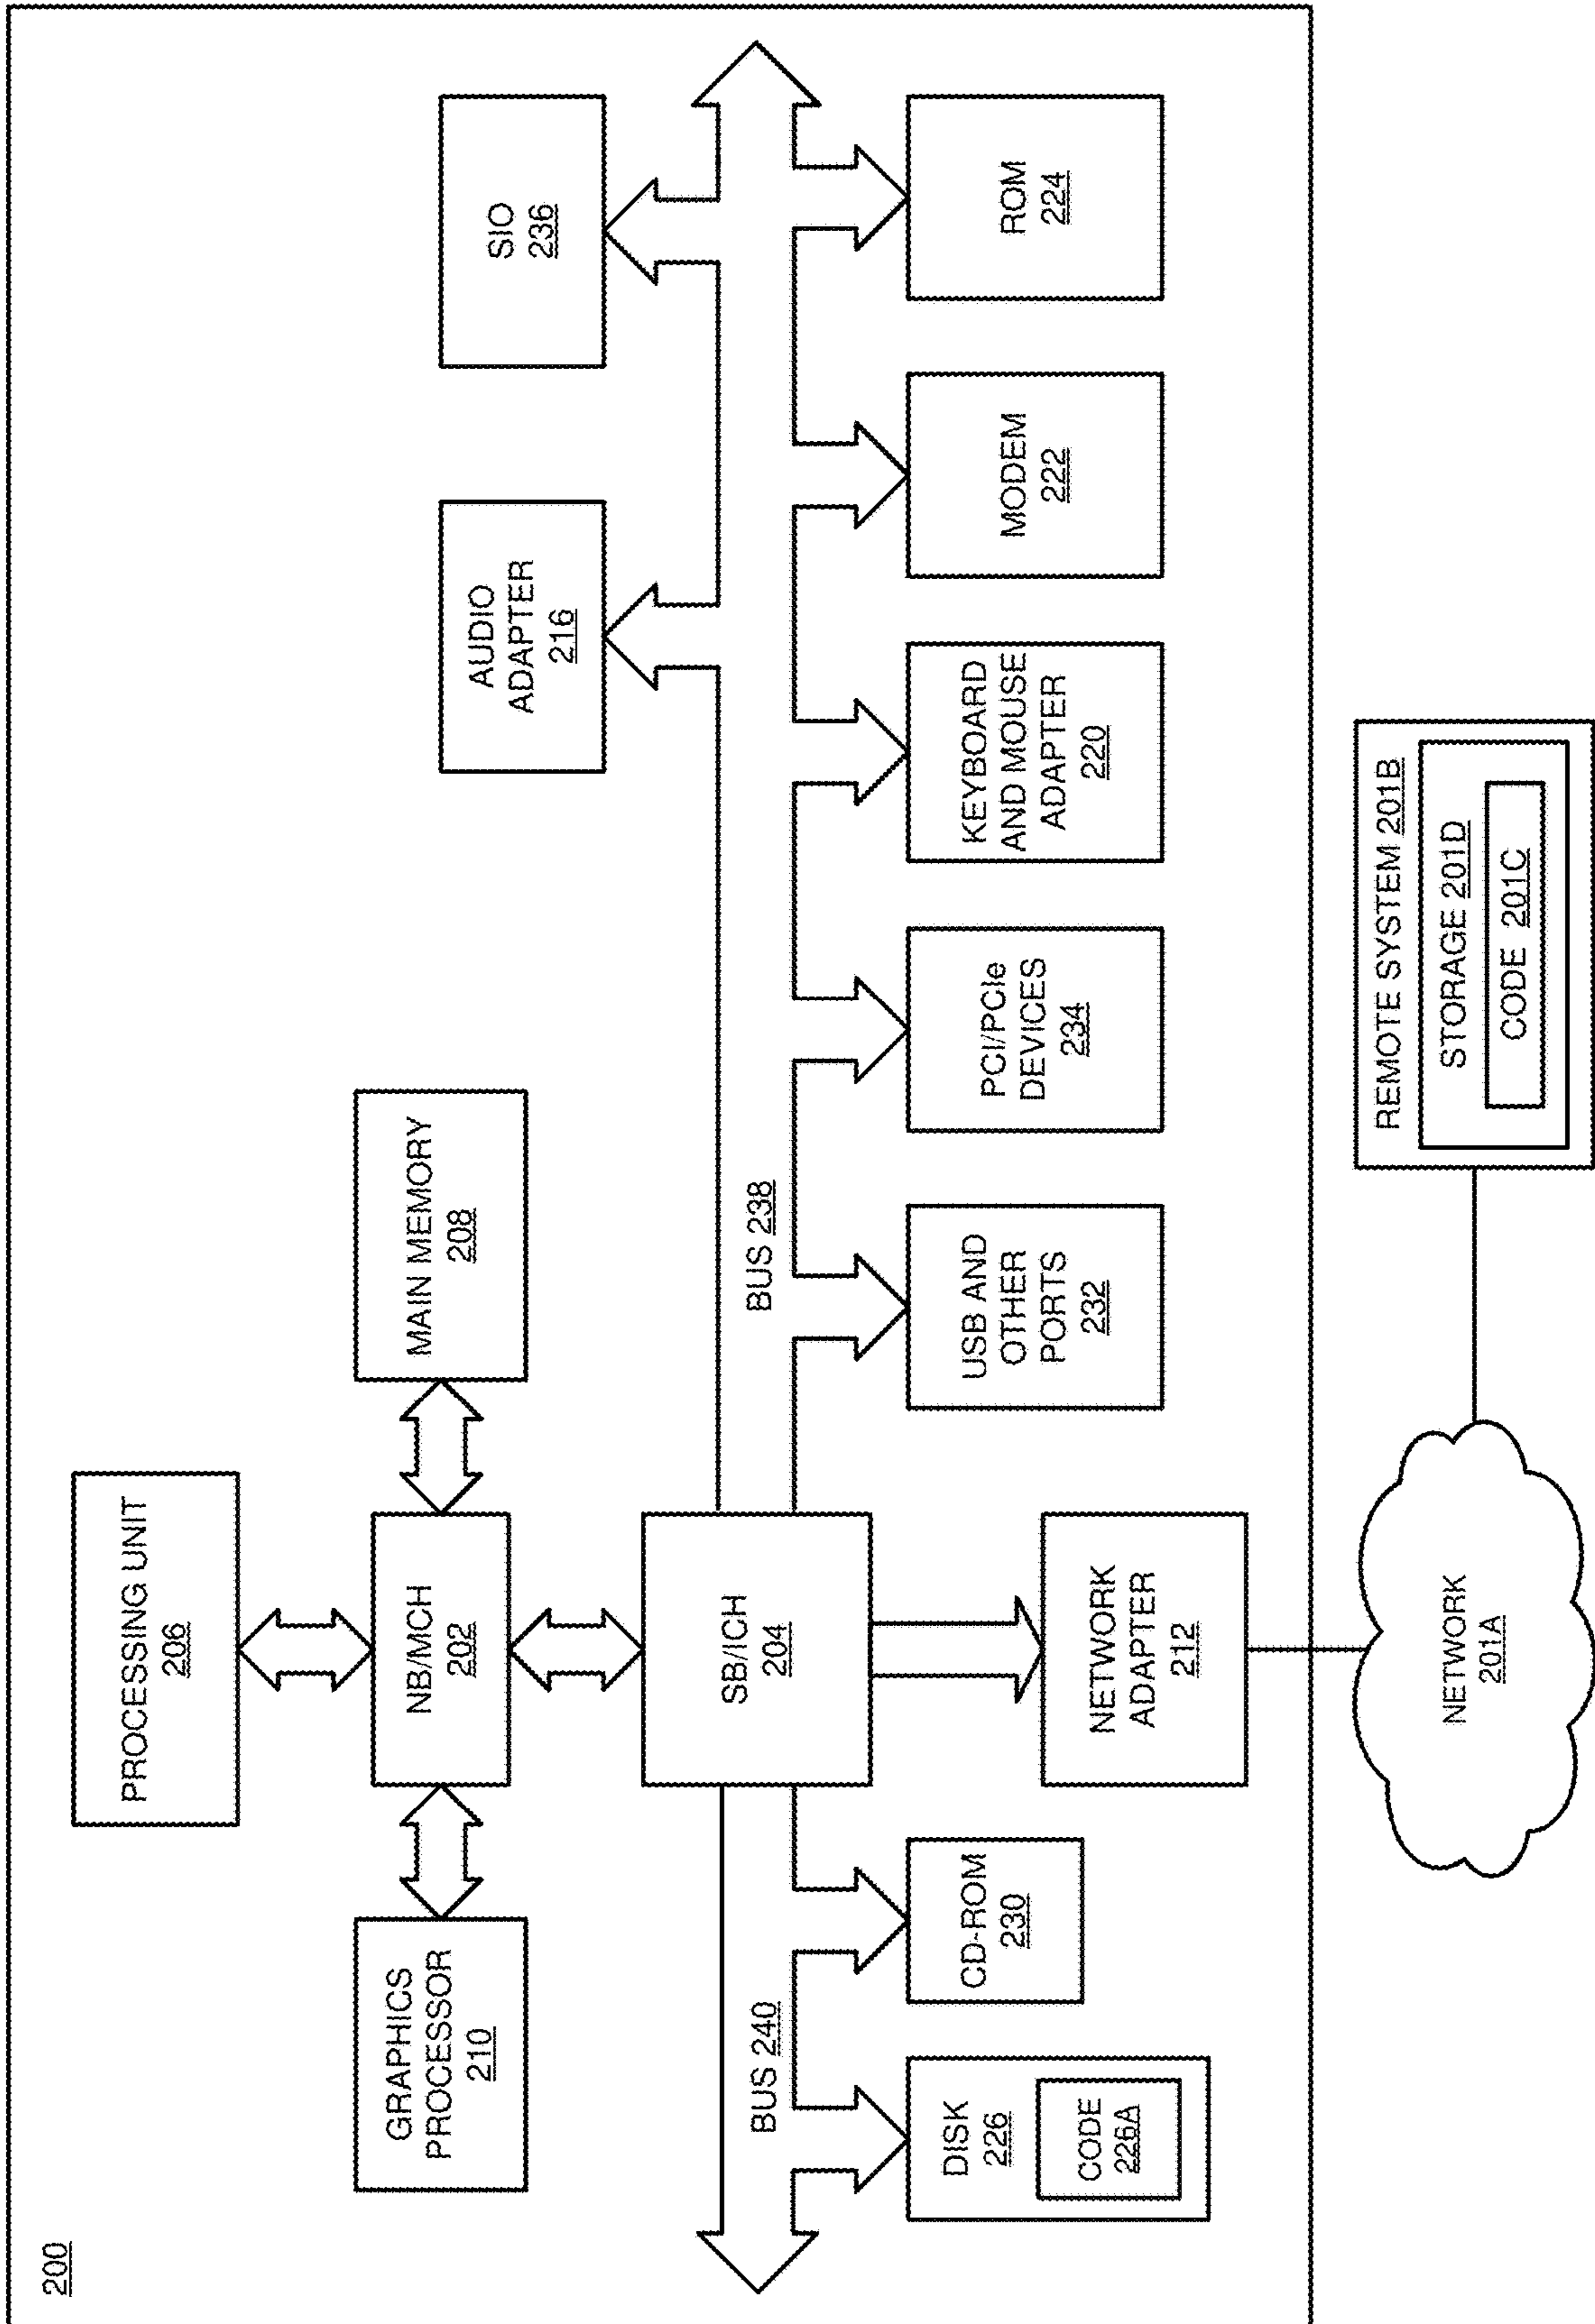 200
PROCESSING UNIT
206
GRAPHICS
PROCESSOR
210
NB/MCH
202
MAIN MEMORY
208
AUDIO
ADAPTER
216
SIO
236
SB/ICH
204
BUS 240
BUS 238
DISK
226
CODE
226A
CD-ROM
230
NETWORK
ADAPTER
212
USB AND
OTHER
PORTS
232
PCI/PCIe
DEVICES
234
KEYBOARD
AND MOUSE
ADAPTER
220
MODEM
222
ROM
224
NETWORK
201A
REMOTE SYSTEM 201B
STORAGE 201D
CODE 201C